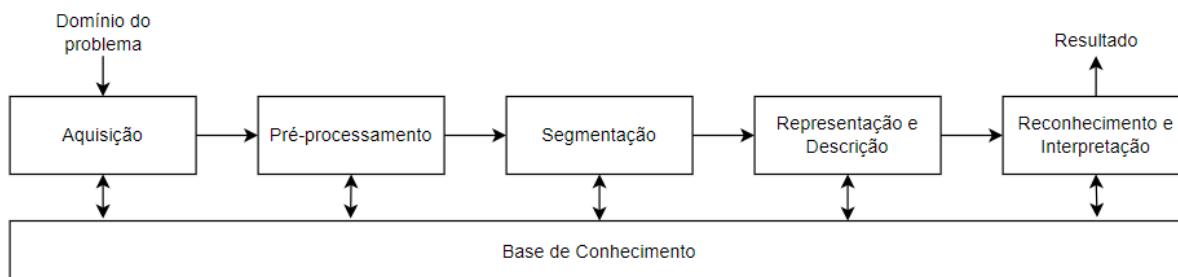 Domínio do
problema
Resultado
Aquisição
Pré-processamento
Segmentação
Representação e
Descrição
Reconhecimento e
Interpretação
Base de Conhecimento